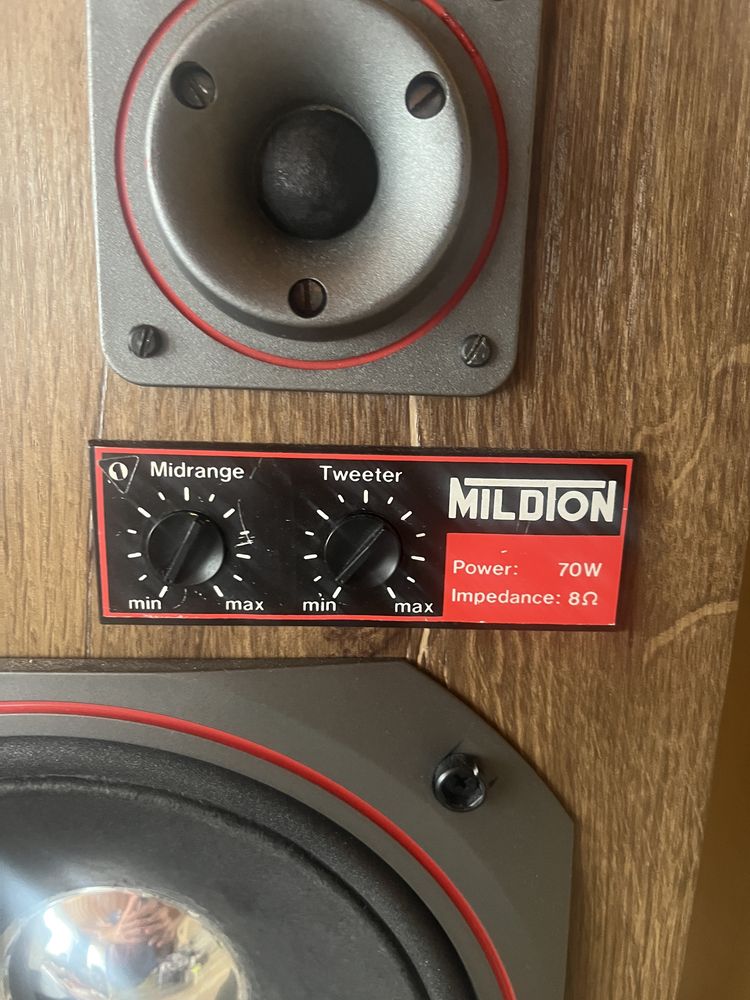 Midrange
min max
Tweeter
min max
MILDTON
Power: 70W
Impedance: 8Ω